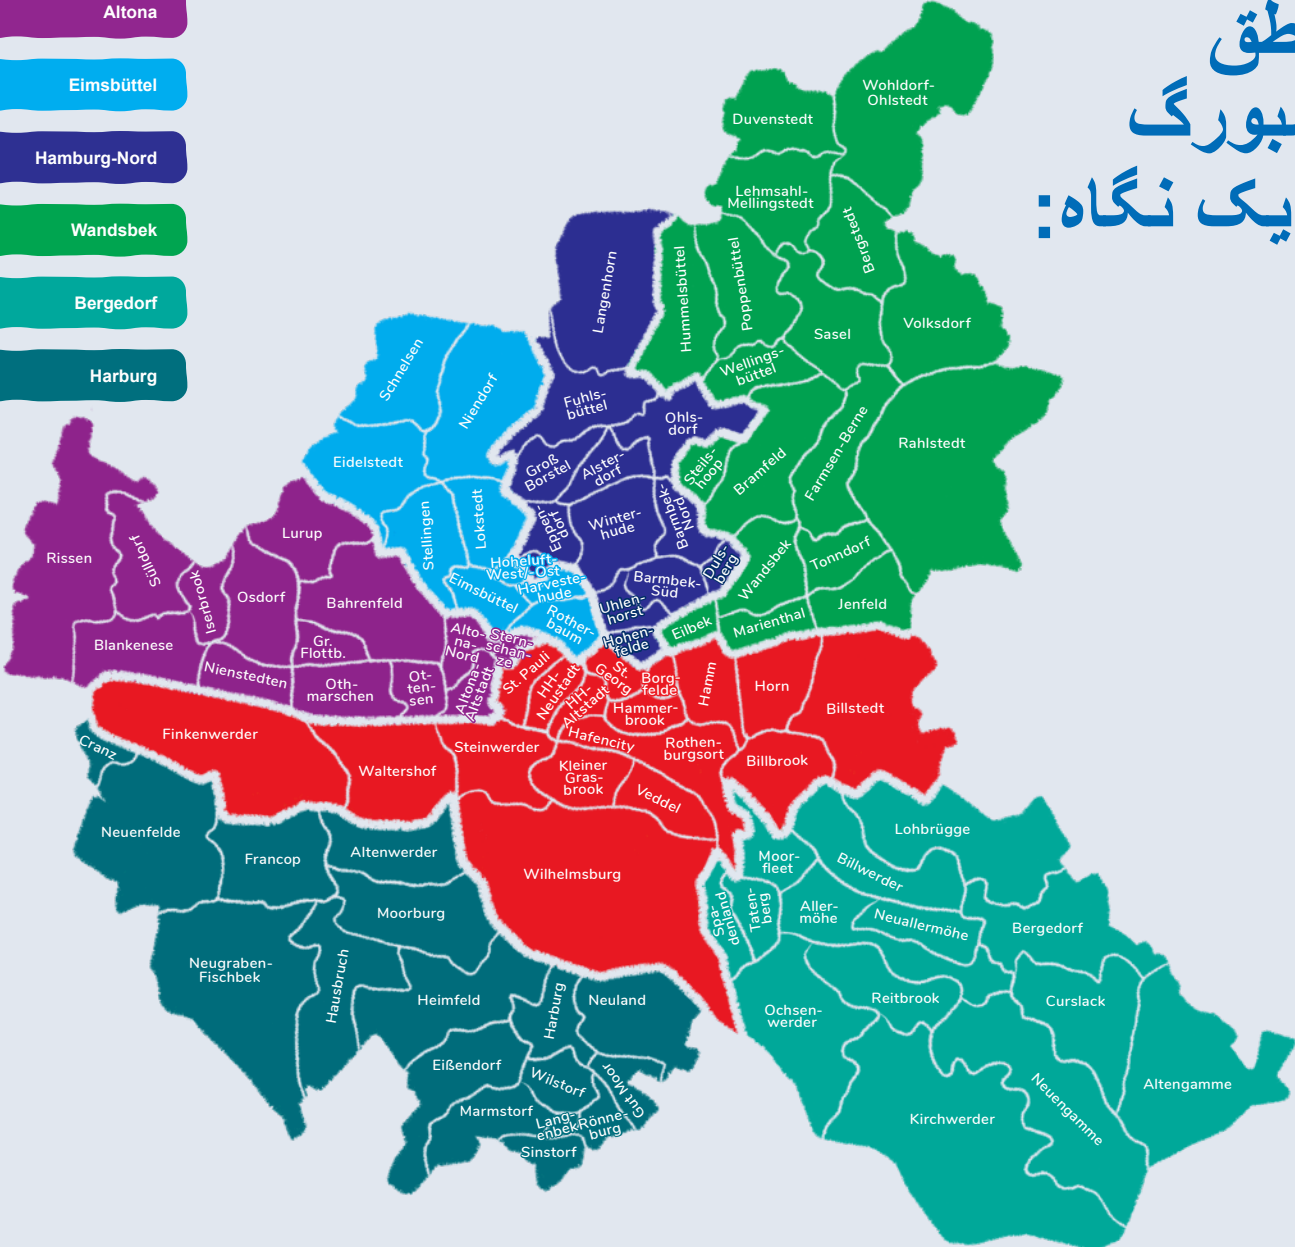 Altona
Eimsbüttel
Hamburg-Nord
Wandsbek
Bergedorf
Harburg
یک نگاه:
Wohldorf-
Ohlstedt
Duvenstedt
Lehmsahl-
Mellingstedt
Bergstedt
Hummelsbüttel
Poppenbüttel
Sasel
Volksdorf
Wellings-
büttel
Rahlstedt
Farmsen-Berne
Bramfeld
Steils-
hoop
Wandsbek
Tonndorf
Jenfeld
Marienthal
Eilbek
Langenhorn
Fuhls-
büttel
Ohls-
dorf
Groß
Borstel
Alster-
dorf
Eppen-
dorf
Winter-
hude
Barmbek-
Nord
Duls-
berg
Barmbek-
Süd
Uhlen-
horst
Hohen-
felde
Schnelsen
Niendorf
Eidelstedt
Stellingen
Lokstedt
Hoheluft-
West/-Ost
Harveste-
hude
Eimsbüttel
Rother-
baum
Rissen
Sülldorf
Iserbrook
Lurup
Osdorf
Bahrenfeld
Blankenese
Nienstedten
Gr.
Flottb.
Oth-
marschen
Ot-
ten-
sen
Alto-
na-
Nord
Stern-
schan-
ze
Altona-
Altstadt
St. Pauli
HH-
Neustadt
HH-
Altstadt
St.
Georg
Borg-
felde
Hammer-
brook
Hamm
Horn
Billstedt
Finkenwerder
Waltershof
Steinwerder
Hafencity
Rothen-
burgsort
Billbrook
Kleiner
Gras-
brook
Veddel
Wilhelmsburg
Cranz
Neuenfelde
Francop
Altenwerder
Moorburg
Neugraben-
Fischbek
Hausbruch
Heimfeld
Harburg
Neuland
Eißendorf
Wilstorf
Gut Moor
Marmstorf
Lang-
enbek
Rönne-
burg
Sinstorf
Lohbrügge
Moor-
fleet
Billwerder
Spa-
denland
Taten-
berg
Aller-
möhe
Neuallermöhe
Bergedorf
Ochsen-
werder
Reitbrook
Curslack
Kirchwerder
Neuengamme
Altengamme